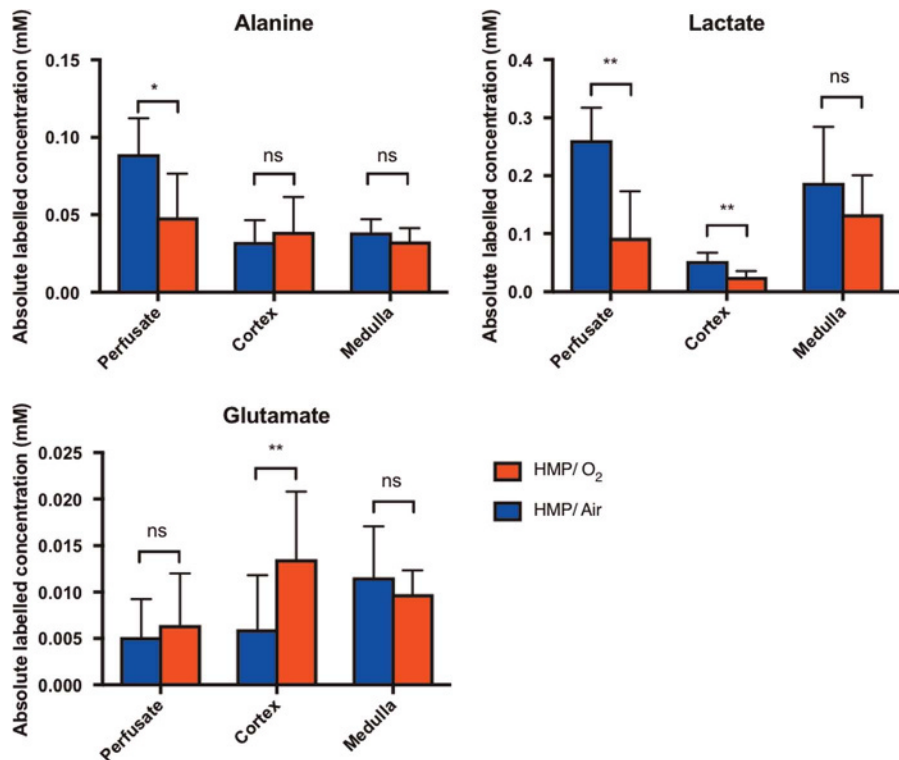 Alanine
Absolute labelled concentration (mM)
0.15
0.10
0.05
0.00
*
ns
ns
Perfusate
Cortex
Medulla
Lactate
Absolute labelled concentration (mM)
0.4
0.3
0.2
0.1
0.0
**
**
ns
Perfusate
Cortex
Medulla
Glutamate
Absolute labelled concentration (mM)
0.025
0.020
0.015
0.010
0.005
0.000
ns
**
ns
Perfusate
Cortex
Medulla
HMP/ O₂
HMP/ Air